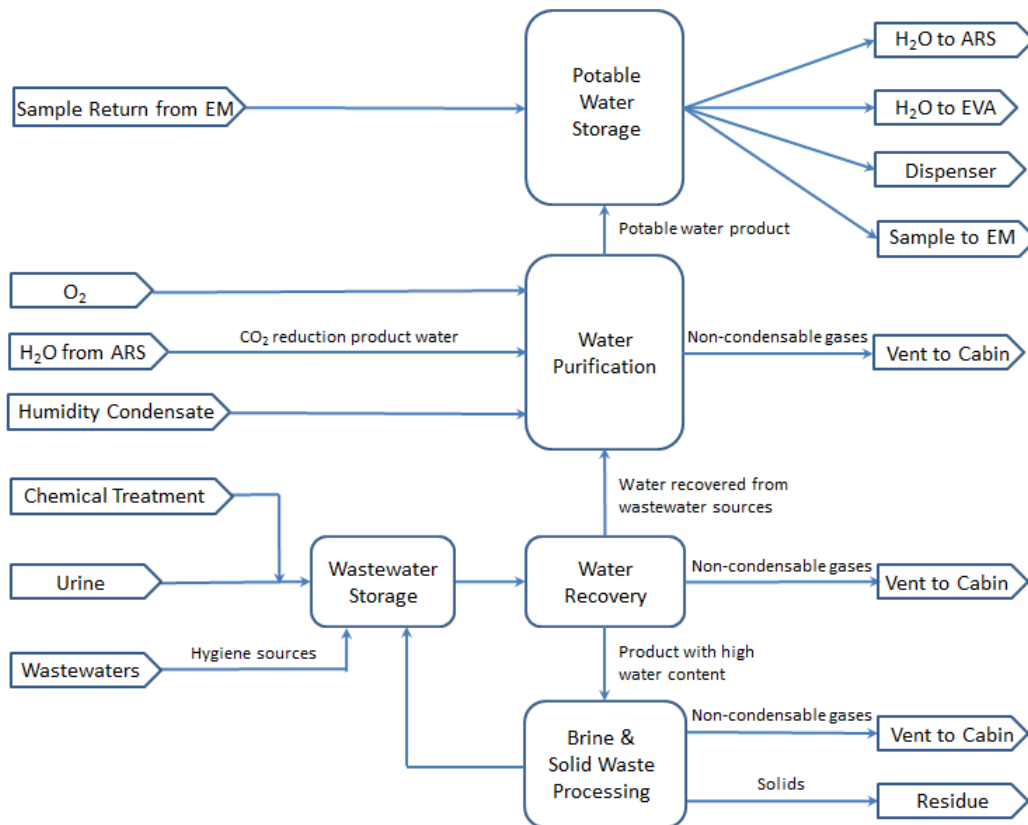 H₂O to ARS
Potable
Water
Storage
Sample Return from EM
H₂O to EVA
Dispenser
Sample to EM
Potable water product
O₂
H₂O from ARS
CO₂ reduction product water
Water
Purification
Non-condensable gases
Vent to Cabin
Humidity Condensate
Chemical Treatment
Water recovered from
wastewater sources
Urine
Wastewater
Storage
Water
Recovery
Non-condensable gases
Vent to Cabin
Wastewaters
Hygiene sources
Product with high
water content
Brine &
Solid Waste
Processing
Non-condensable gases
Vent to Cabin
Solids
Residue